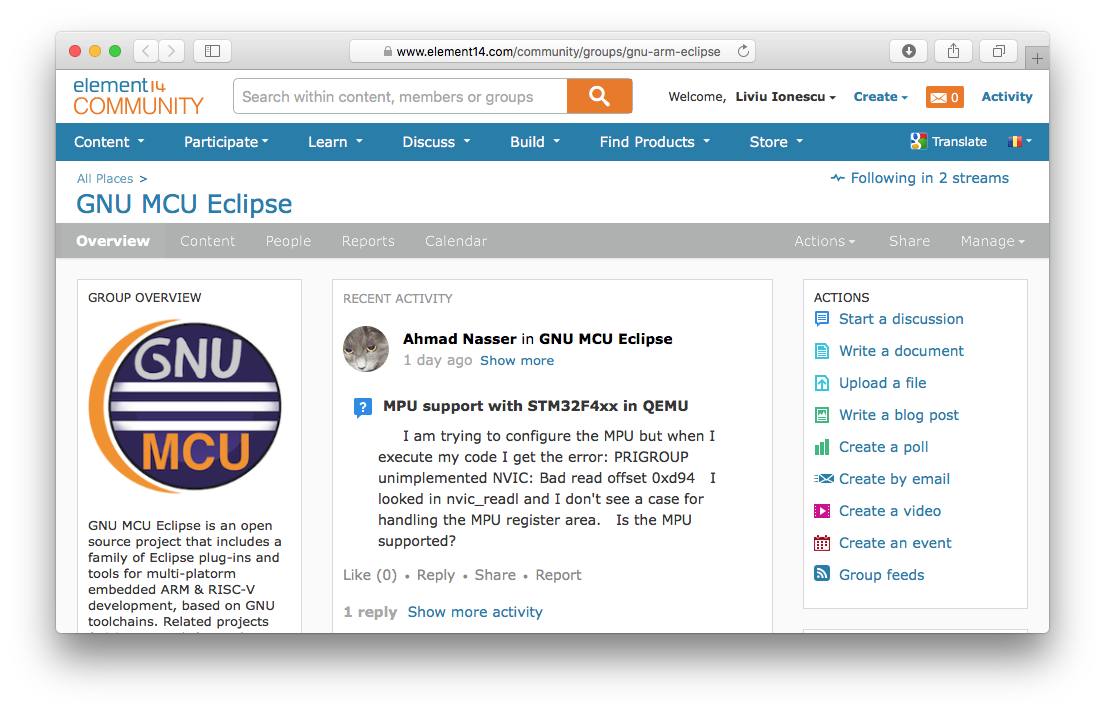 www.element14.com/community/groups/gnu-arm-eclipse
element14
COMMUNITY
Search within content, members or groups
Welcome, Liviu Ionescu
Create
0
Activity
Content
Participate
Learn
Discuss
Build
Find Products
Store
Translate
All Places >
Following in 2 streams
GNU MCU Eclipse
Overview
Content
People
Reports
Calendar
Actions
Share
Manage
GROUP OVERVIEW
GNU
MCU
GNU MCU Eclipse is an open
source project that includes a
family of Eclipse plug-ins and
tools for multi-platorm
embedded ARM & RISC-V
development, based on GNU
toolchains. Related projects
RECENT ACTIVITY
Ahmad Nasser in GNU MCU Eclipse
1 day ago Show more
MPU support with STM32F4xx in QEMU
I am trying to configure the MPU but when I
execute my code I get the error: PRIGROUP
unimplemented NVIC: Bad read offset 0xd94 I
looked in nvic_readl and I don't see a case for
handling the MPU register area. Is the MPU
supported?
Like (0) • Reply • Share • Report
1 reply Show more activity
ACTIONS
Start a discussion
Write a document
Upload a file
Write a blog post
Create a poll
Create by email
Create a video
Create an event
Group feeds